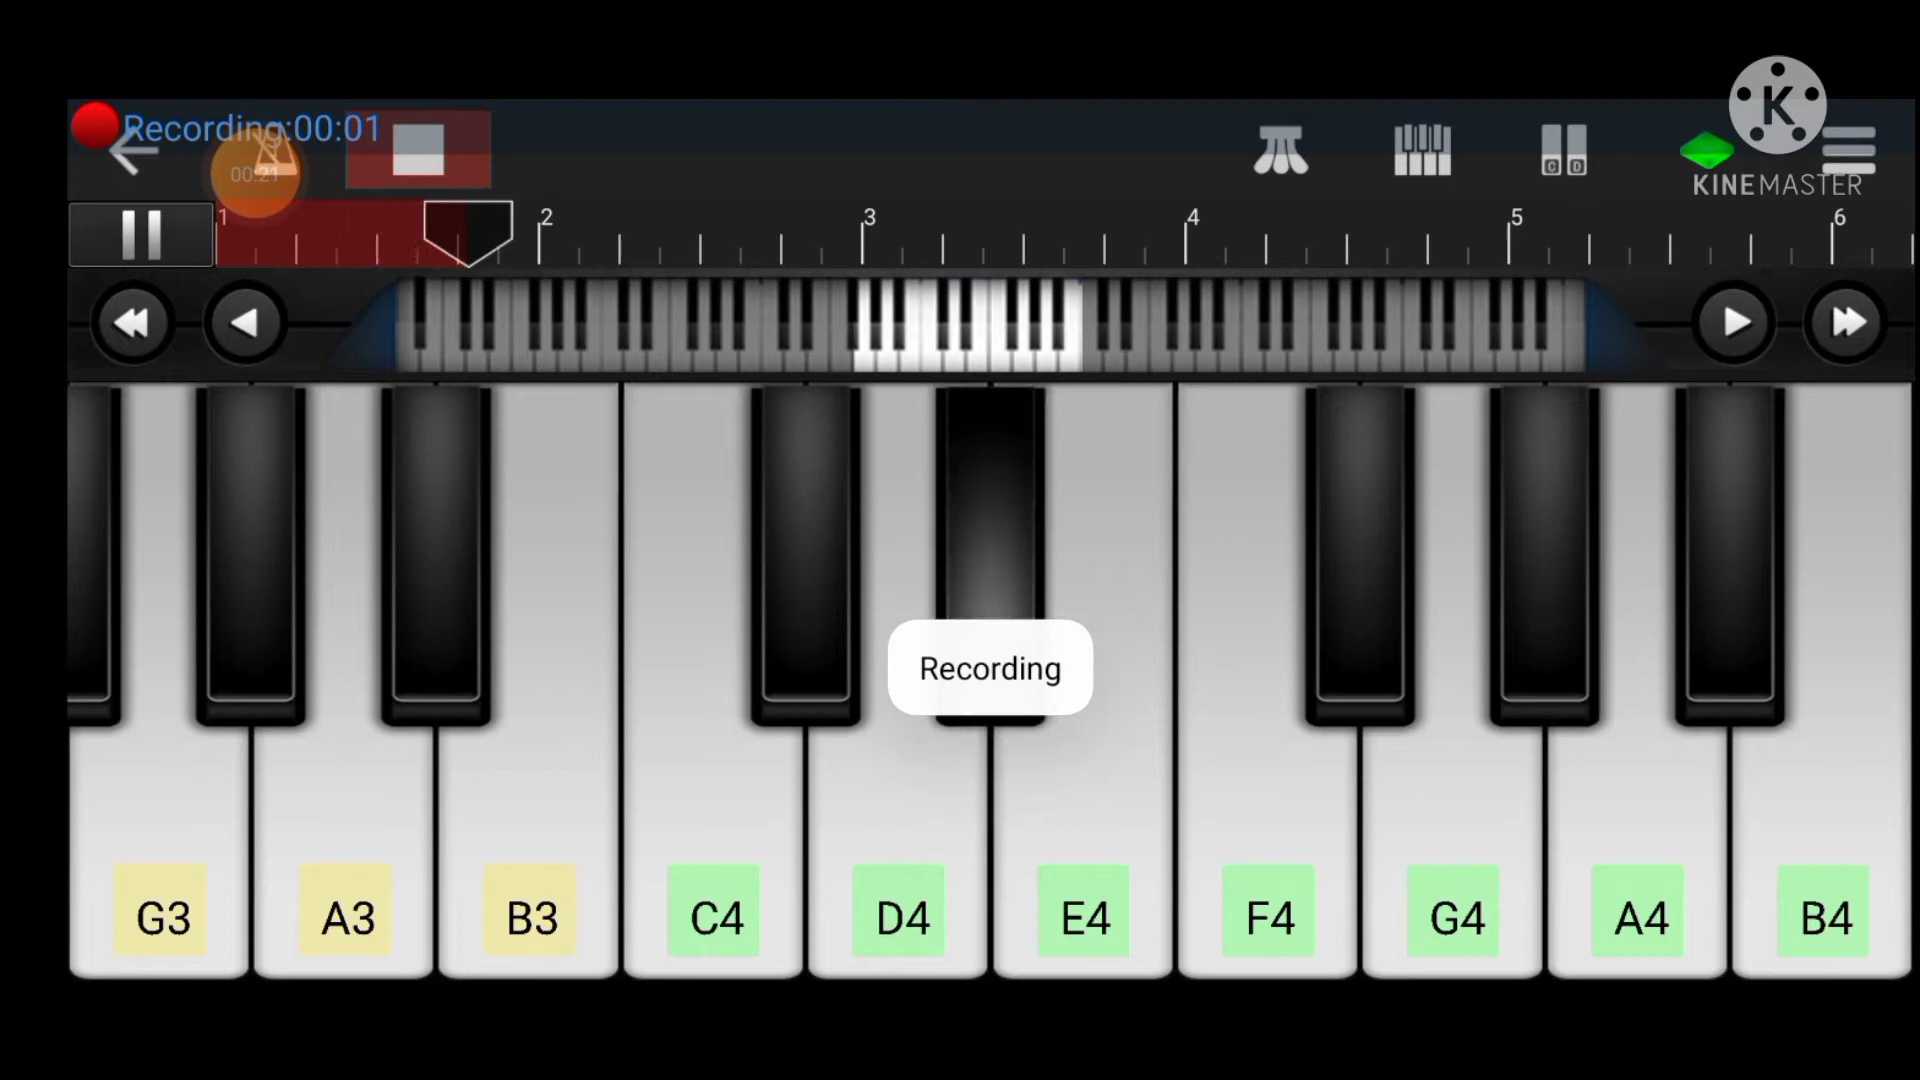 Recording:00:01
00:21
K
KINEMASTER
1 2 3 4 5 6
C D
Recording
G3 A3 B3 C4 D4 E4 F4 G4 A4 B4